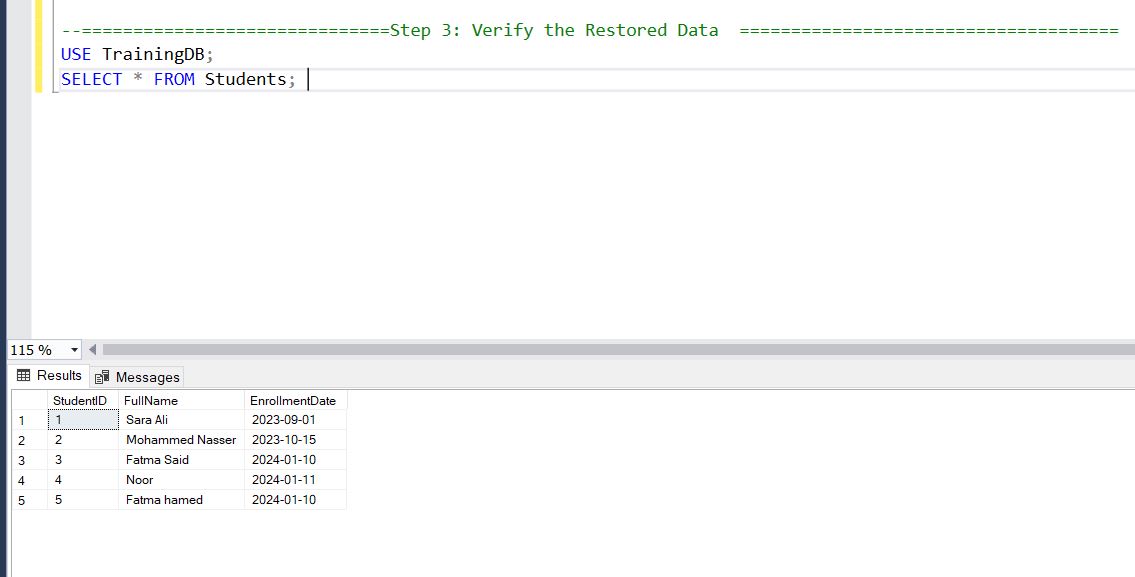 --==============================Step 3: Verify the Restored Data  =====================================
USE TrainingDB;
SELECT * FROM Students;
115 %
Results Messages
StudentID FullName EnrollmentDate
1 1 Sara Ali 2023-09-01
2 2 Mohammed Nasser 2023-10-15
3 3 Fatma Said 2024-01-10
4 4 Noor 2024-01-11
5 5 Fatma hamed 2024-01-10